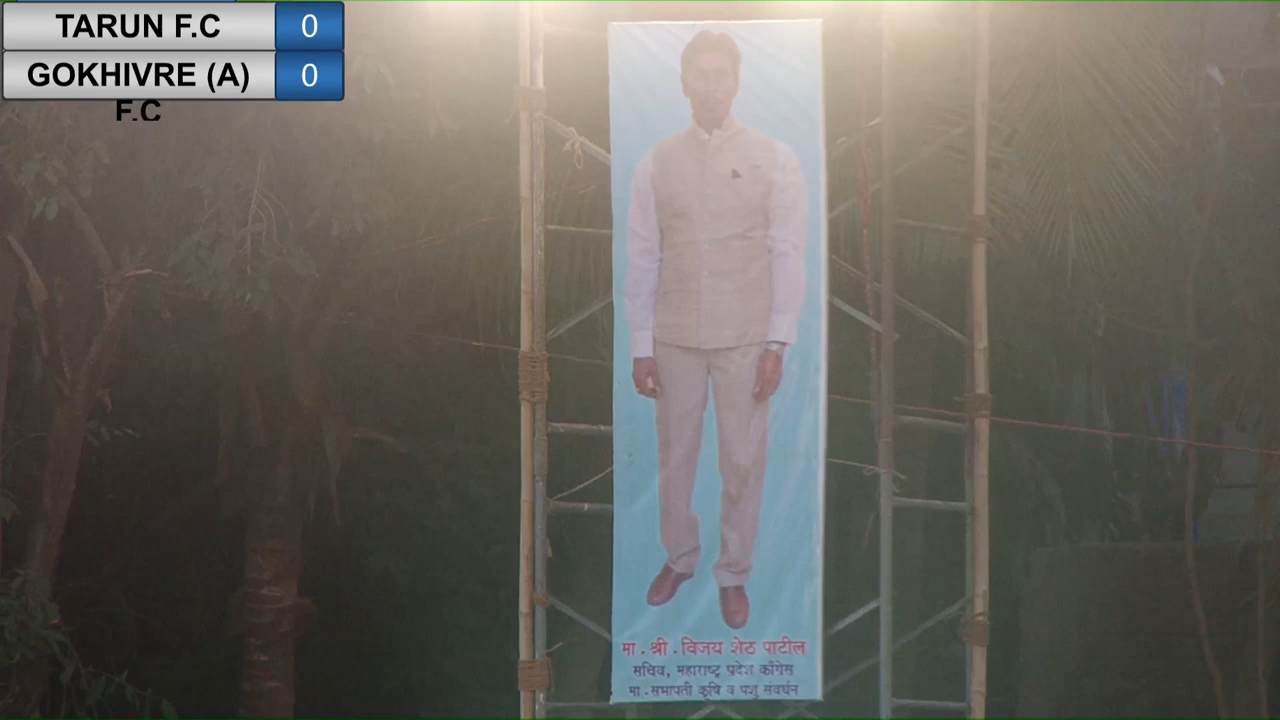 TARUN F.C 0
GOKHIVRE (A) 0
F.C
मा . श्री . विजय शेठ पाटील
सचिव, महाराष्ट्र प्रदेश काँग्रेस
मा . सभापती कृषि व पशु संवर्धन